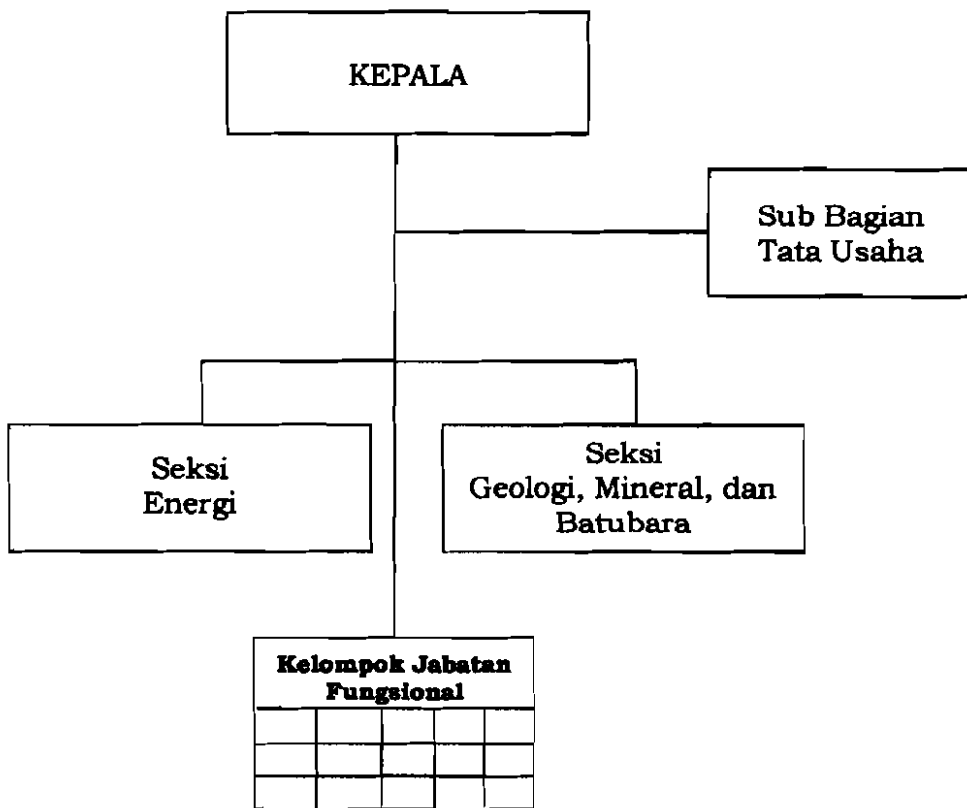 KEPALA
Sub Bagian
Tata Usaha
Seksi
Energi
Seksi
Geologi, Mineral, dan
Batubara
Kelompok Jabatan
Fungsional